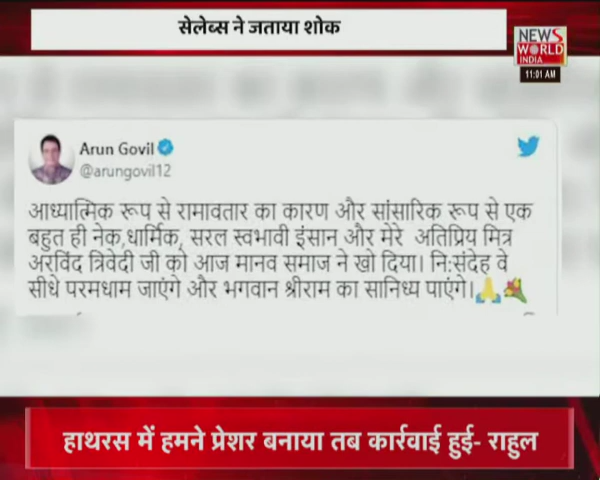 सेलेब्स ने जताया शोक
NEWS
WORLD
INDIA
11:01 AM
Arun Govil
@arungovil12
आध्यात्मिक रूप से रामावतार का कारण और सांसारिक रूप से एक
बहुत ही नेक,धार्मिक, सरल स्वभावी इंसान और मेरे अतिप्रिय मित्र
अरविंद त्रिवेदी जी को आज मानव समाज ने खो दिया। नि:संदेह वे
सीधे परमधाम जाएंगे और भगवान श्रीराम का सानिध्य पाएंगे।🙏💐
हाथरस में हमने प्रेशर बनाया तब कार्रवाई हुई- राहुल